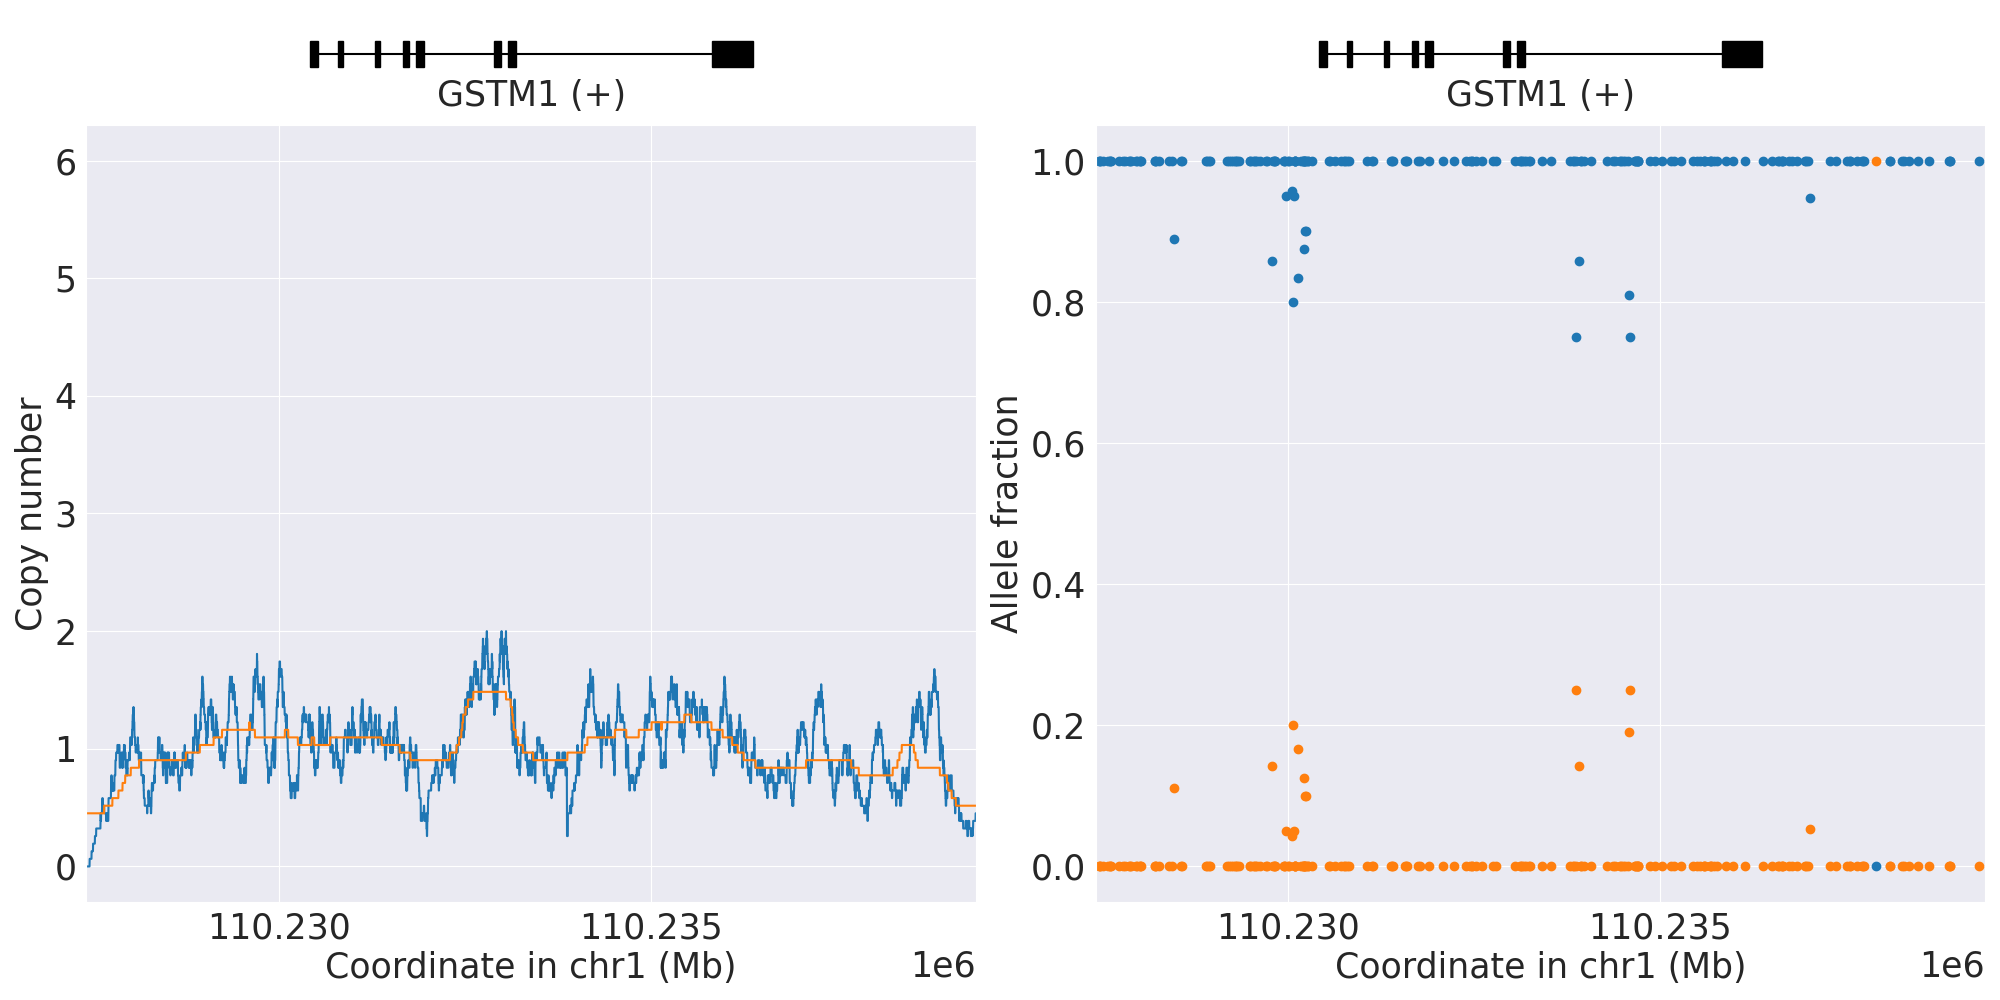 GSTM1 (+)
6
5
4
3
2
1
0
Copy number
110.230
110.235
Coordinate in chr1 (Mb)
1e6
GSTM1 (+)
1.0
0.8
0.6
0.4
0.2
0.0
Allele fraction
110.230
110.235
Coordinate in chr1 (Mb)
1e6